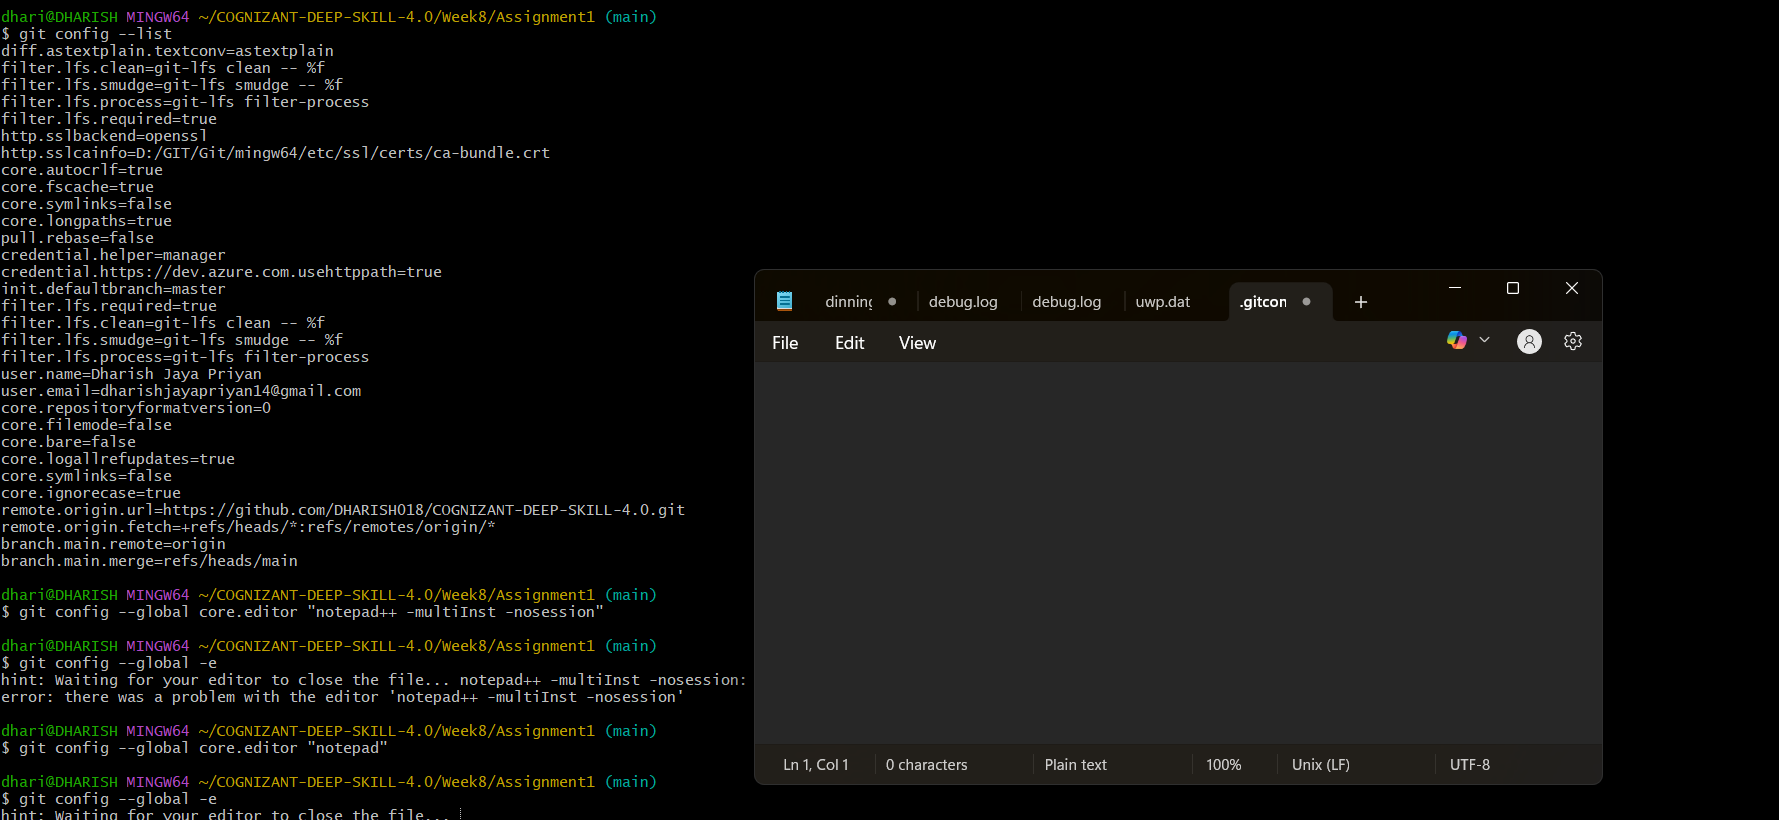 dhari@DHARISH MINGW64 ~/COGNIZANT-DEEP-SKILL-4.0/Week8/Assignment1 (main)
$ git config --list
diff.astextplain.textconv=astextplain
filter.lfs.clean=git-lfs clean -- %f
filter.lfs.smudge=git-lfs smudge -- %f
filter.lfs.process=git-lfs filter-process
filter.lfs.required=true
http.sslbackend=openssl
http.sslcainfo=D:/GIT/Git/mingw64/etc/ssl/certs/ca-bundle.crt
core.autocrlf=true
core.fscache=true
core.symlinks=false
core.longpaths=true
pull.rebase=false
credential.helper=manager
credential.https://dev.azure.com.usehttppath=true
init.defaultbranch=master
filter.lfs.required=true
filter.lfs.clean=git-lfs clean -- %f
filter.lfs.smudge=git-lfs smudge -- %f
filter.lfs.process=git-lfs filter-process
user.name=Dharish Jaya Priyan
user.email=dharishjayapriyan14@gmail.com
core.repositoryformatversion=0
core.filemode=false
core.bare=false
core.logallrefupdates=true
core.symlinks=false
core.ignorecase=true
remote.origin.url=https://github.com/DHARISH018/COGNIZANT-DEEP-SKILL-4.0.git
remote.origin.fetch=+refs/heads/*:refs/remotes/origin/*
branch.main.remote=origin
branch.main.merge=refs/heads/main
dhari@DHARISH MINGW64 ~/COGNIZANT-DEEP-SKILL-4.0/Week8/Assignment1 (main)
$ git config --global core.editor "notepad++ -multiInst -nosession"
dhari@DHARISH MINGW64 ~/COGNIZANT-DEEP-SKILL-4.0/Week8/Assignment1 (main)
$ git config --global -e
hint: Waiting for your editor to close the file... notepad++ -multiInst -nosession:
error: there was a problem with the editor 'notepad++ -multiInst -nosession'
dhari@DHARISH MINGW64 ~/COGNIZANT-DEEP-SKILL-4.0/Week8/Assignment1 (main)
$ git config --global core.editor "notepad"
dhari@DHARISH MINGW64 ~/COGNIZANT-DEEP-SKILL-4.0/Week8/Assignment1 (main)
$ git config --global -e
hint: Waiting for your editor to close the file...
dinning debug.log debug.log uwp.dat .gitcon
File Edit View
Ln 1, Col 1 0 characters Plain text 100% Unix (LF) UTF-8